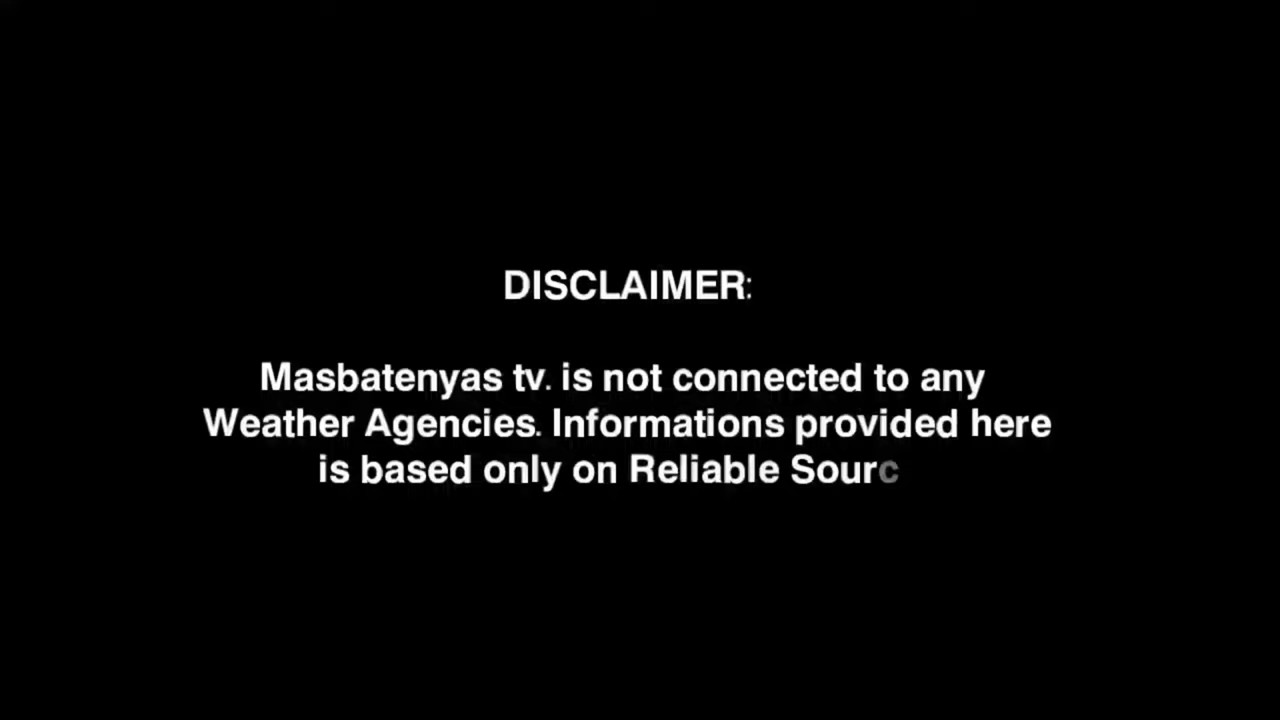 DISCLAIMER:
Masbatenyas tv. is not connected to any
Weather Agencies. Informations provided here
is based only on Reliable Sourc